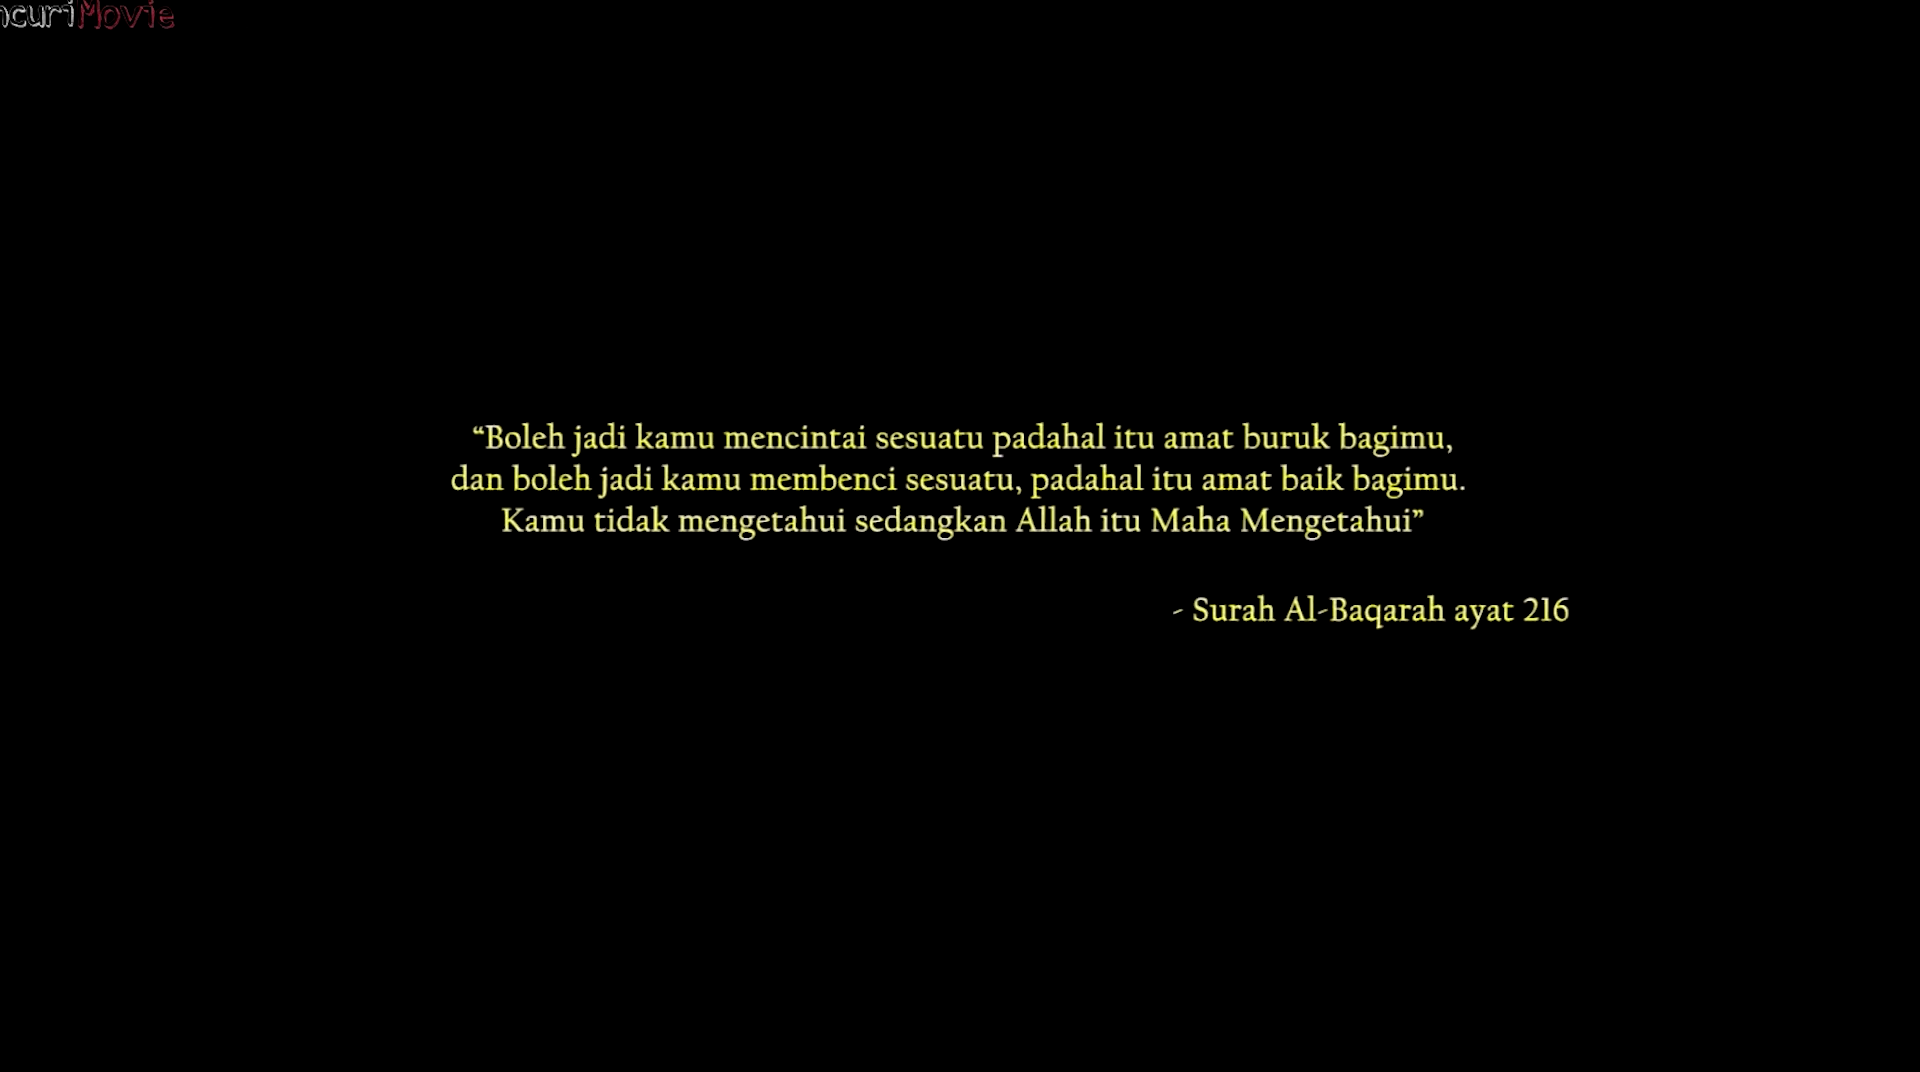 “Boleh jadi kamu mencintai sesuatu padahal itu amat buruk bagimu,
dan boleh jadi kamu membenci sesuatu, padahal itu amat baik bagimu.
Kamu tidak mengetahui sedangkan Allah itu Maha Mengetahui”
- Surah Al-Baqarah ayat 216